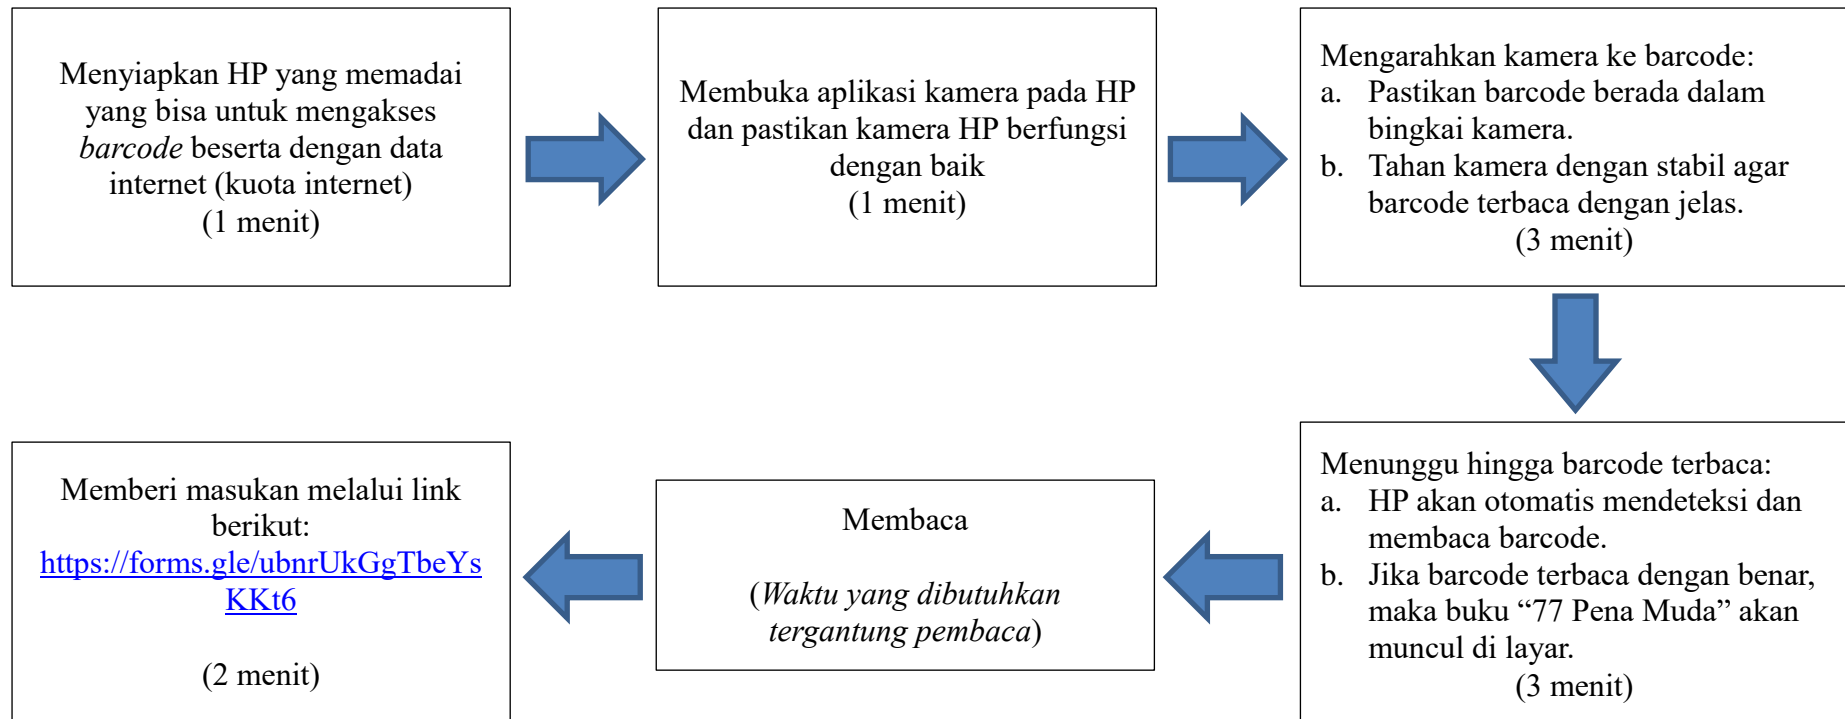 Menyiapkan HP yang memadai
yang bisa untuk mengakses
barcode beserta dengan data
internet (kuota internet)
(1 menit)
Membuka aplikasi kamera pada HP
dan pastikan kamera HP berfungsi
dengan baik
(1 menit)
Mengarahkan kamera ke barcode:
a. Pastikan barcode berada dalam
bingkai kamera.
b. Tahan kamera dengan stabil agar
barcode terbaca dengan jelas.
(3 menit)
Menunggu hingga barcode terbaca:
a. HP akan otomatis mendeteksi dan
membaca barcode.
b. Jika barcode terbaca dengan benar,
maka buku “77 Pena Muda” akan
muncul di layar.
(3 menit)
Membaca
(Waktu yang dibutuhkan
tergantung pembaca)
Memberi masukan melalui link
berikut:
https://forms.gle/ubnrUkGgTbeYs
KKt6
(2 menit)